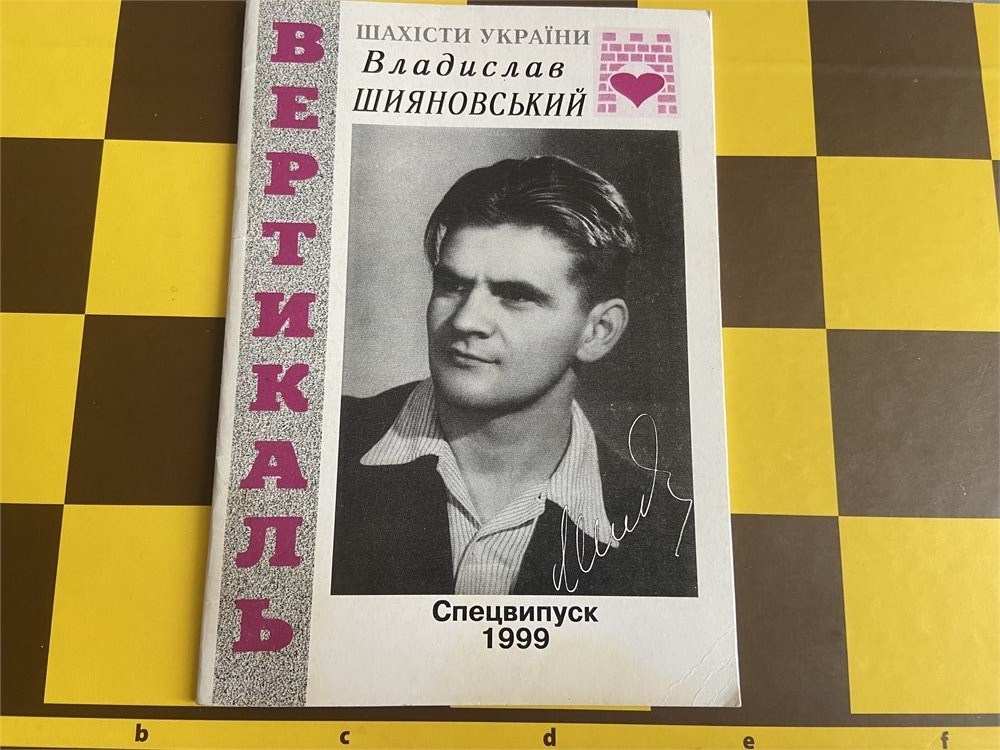 ВЕРТИКАЛЬ
ШАХІСТИ УКРАЇНИ
Владислав
ШИЯНОВСЬКИЙ
Спецвипуск
1999
b c d e f